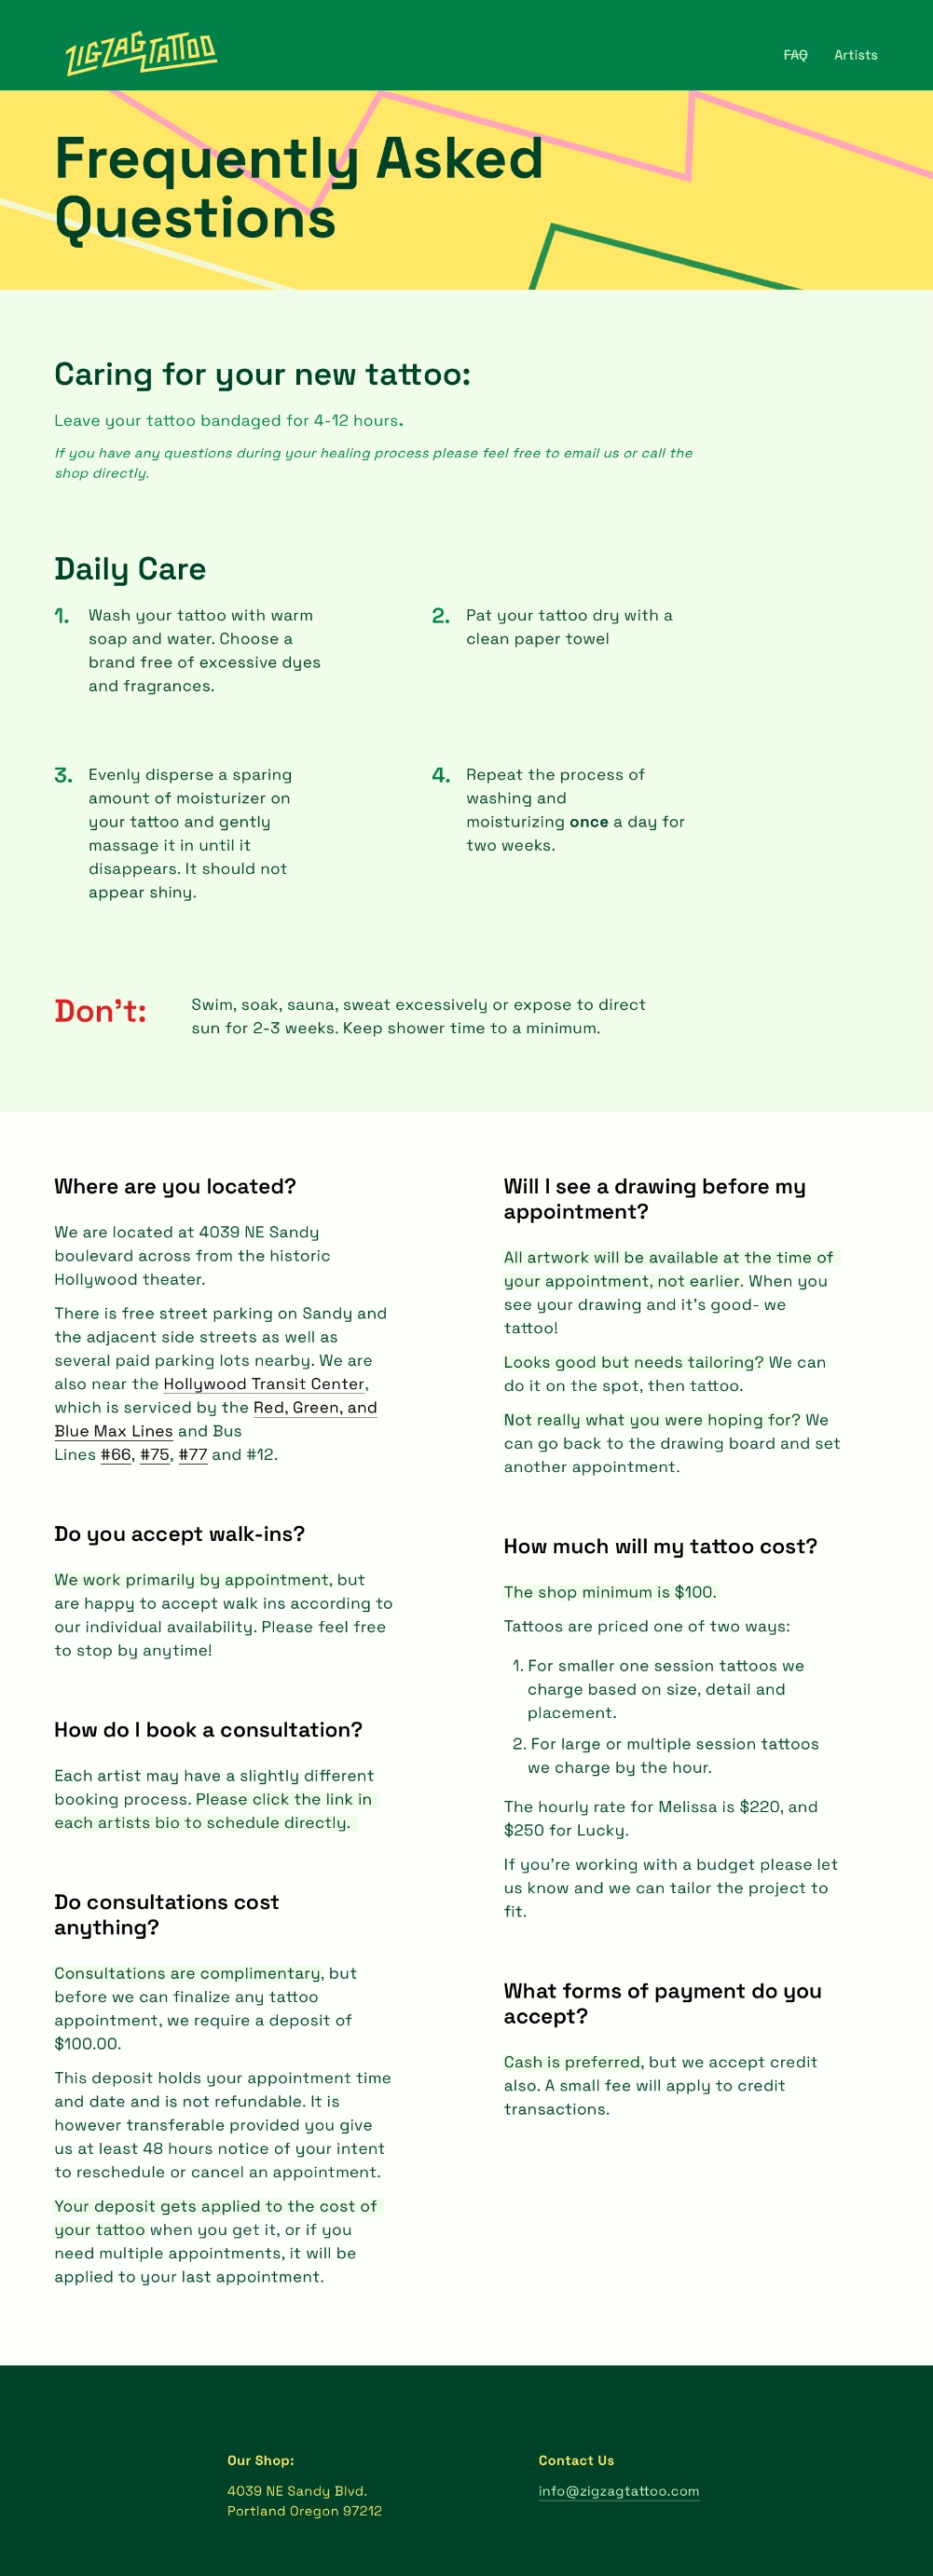 ZIGZAG TATTOO
FAQ Artists
Frequently Asked
Questions
Caring for your new tattoo:
Leave your tattoo bandaged for 4-12 hours.
If you have any questions during your healing process please feel free to email us or call the
shop directly.
Daily Care
1. Wash your tattoo with warm
soap and water. Choose a
brand free of excessive dyes
and fragrances.
2. Pat your tattoo dry with a
clean paper towel
3. Evenly disperse a sparing
amount of moisturizer on
your tattoo and gently
massage it in until it
disappears. It should not
appear shiny.
4. Repeat the process of
washing and
moisturizing once a day for
two weeks.
Don't:
Swim, soak, sauna, sweat excessively or expose to direct
sun for 2-3 weeks. Keep shower time to a minimum.
Where are you located?
We are located at 4039 NE Sandy
boulevard across from the historic
Hollywood theater.
There is free street parking on Sandy and
the adjacent side streets as well as
several paid parking lots nearby. We are
also near the Hollywood Transit Center,
which is serviced by the Red, Green, and
Blue Max Lines and Bus
Lines #66, #75, #77 and #12.
Do you accept walk-ins?
We work primarily by appointment, but
are happy to accept walk ins according to
our individual availability. Please feel free
to stop by anytime!
How do I book a consultation?
Each artist may have a slightly different
booking process. Please click the link in
each artists bio to schedule directly.
Do consultations cost
anything?
Consultations are complimentary, but
before we can finalize any tattoo
appointment, we require a deposit of
$100.00.
This deposit holds your appointment time
and date and is not refundable. It is
however transferable provided you give
us at least 48 hours notice of your intent
to reschedule or cancel an appointment.
Your deposit gets applied to the cost of
your tattoo when you get it, or if you
need multiple appointments, it will be
applied to your last appointment.
Will I see a drawing before my
appointment?
All artwork will be available at the time of
your appointment, not earlier. When you
see your drawing and it's good- we
tattoo!
Looks good but needs tailoring? We can
do it on the spot, then tattoo.
Not really what you were hoping for? We
can go back to the drawing board and set
another appointment.
How much will my tattoo cost?
The shop minimum is $100.
Tattoos are priced one of two ways:
1. For smaller one session tattoos we
charge based on size, detail and
placement.
2. For large or multiple session tattoos
we charge by the hour.
The hourly rate for Melissa is $220, and
$250 for Lucky.
If you're working with a budget please let
us know and we can tailor the project to
fit.
What forms of payment do you
accept?
Cash is preferred, but we accept credit
also. A small fee will apply to credit
transactions.
Our Shop:
4039 NE Sandy Blvd.
Portland Oregon 97212
Contact Us
info@zigzagtattoo.com